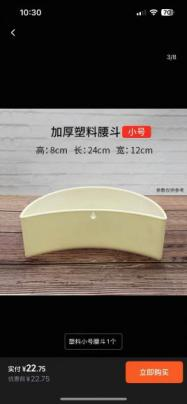 10:30
3/8
加厚塑料腰斗 小号
高:8cm 长:24cm 宽:12cm
参数仅供参考
塑料小号腰斗1个
实付 ¥22.75
优惠前 ¥22.75
立即购买